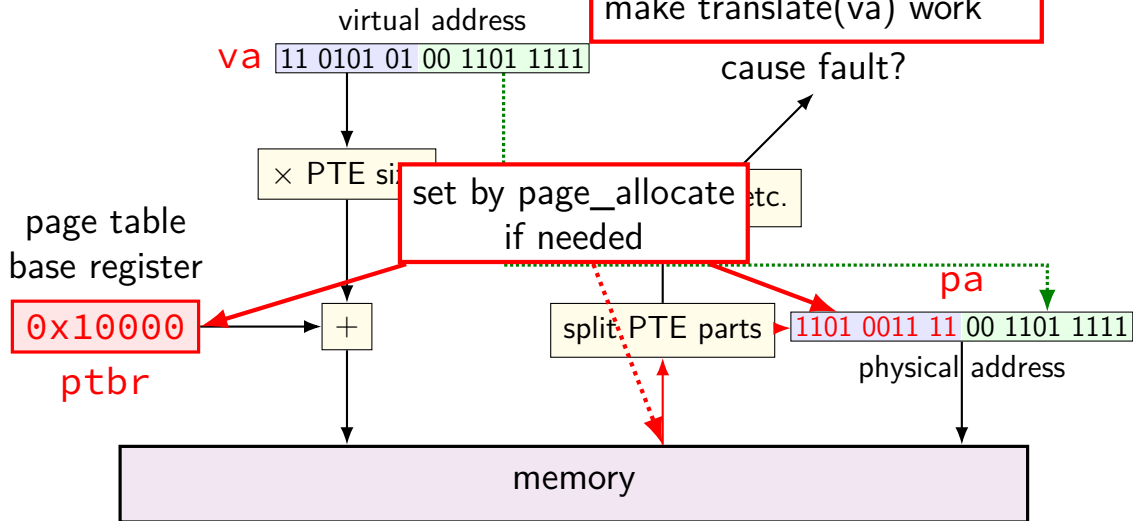 make translate(va) work
virtual address
va
11 0101 01 00 1101 1111
cause fault?
× PTE
set by page_allocate
if needed
etc.
page table
base register
0x10000
ptbr
+
split PTE parts
pa
1101 0011 11 00 1101 1111
physical address
memory